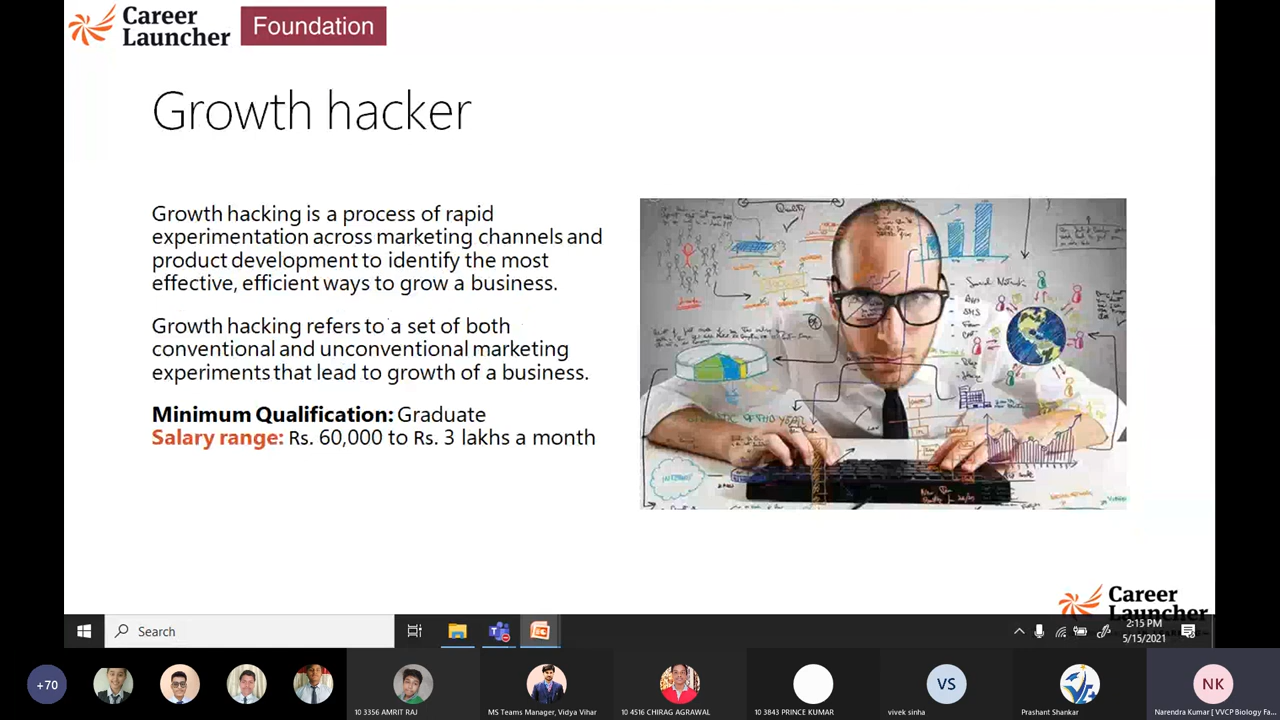 Career
Launcher
Foundation
Growth hacker
Growth hacking is a process of rapid
experimentation across marketing channels and
product development to identify the most
effective, efficient ways to grow a business.
Growth hacking refers to a set of both
conventional and unconventional marketing
experiments that lead to growth of a business.
Minimum Qualification: Graduate
Salary range: Rs. 60,000 to Rs. 3 lakhs a month
Quality
Career
Launcher
Search
2:15 PM
5/15/2021
+70
VS
NK
10 3356 AMRIT RAJ
MS Teams Manager, Vidya Vihar
10 4516 CHIRAG AGRAWAL
10 3843 PRINCE KUMAR
vivek sinha
Prashant Shankar
Narendra Kumar [ VVCP Biology Fa...